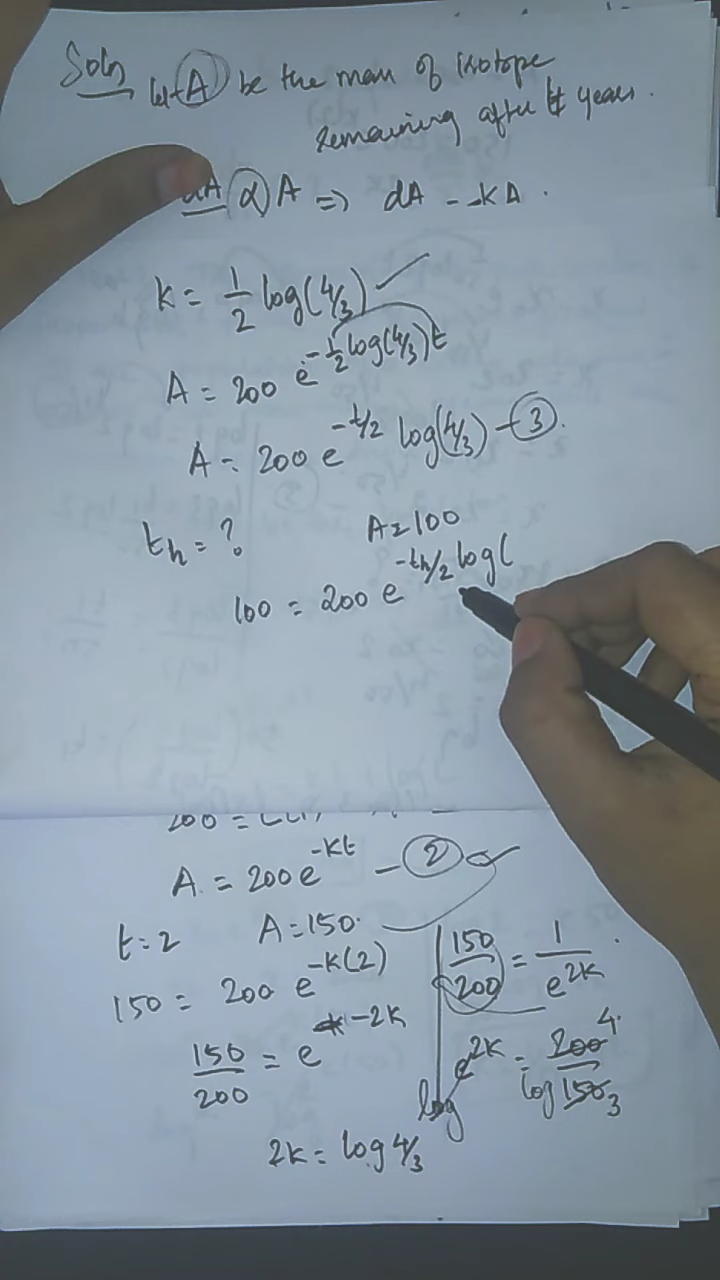 Soln let A be the mass of isotope
remaining after t years.
dA ∝ A => dA - -KA.
K = 1/2 log(4/3)
A = 200 e^{-1/2 log(4/3)t}
A = 200 e^{-t/2 log(4/3)} - ③.
th = ? A = 100
100 = 200 e^{-th/2 log(}
A = 200e^{-Kt} - ②
t=2 A=150.
150 = 200 e^{-K(2)}
150/200 = e^{-2K}
2K = log 4/3
150/200 = 1/e^{2K}.
log e^{2K} = log 200 4/150 3